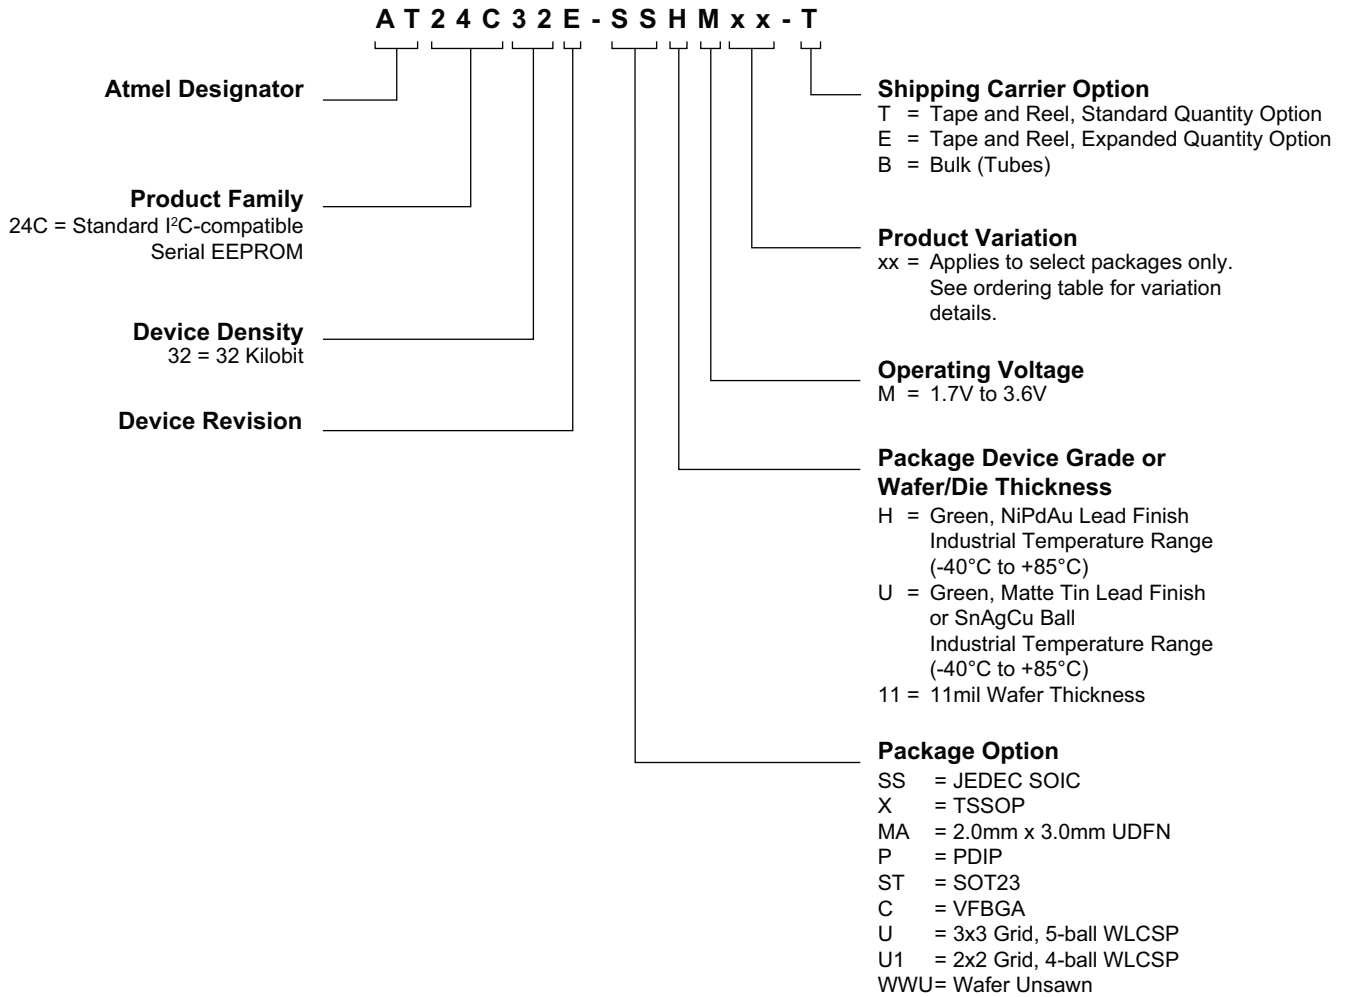 AT24C32E-SSHMxx-T
Atmel Designator
Product Family
24C = Standard I²C-compatible
Serial EEPROM
Device Density
32 = 32 Kilobit
Device Revision
Shipping Carrier Option
T = Tape and Reel, Standard Quantity Option
E = Tape and Reel, Expanded Quantity Option
B = Bulk (Tubes)
Product Variation
xx = Applies to select packages only.
See ordering table for variation
details.
Operating Voltage
M = 1.7V to 3.6V
Package Device Grade or
Wafer/Die Thickness
H = Green, NiPdAu Lead Finish
Industrial Temperature Range
(-40°C to +85°C)
U = Green, Matte Tin Lead Finish
or SnAgCu Ball
Industrial Temperature Range
(-40°C to +85°C)
11 = 11mil Wafer Thickness
Package Option
SS = JEDEC SOIC
X = TSSOP
MA = 2.0mm x 3.0mm UDFN
P = PDIP
ST = SOT23
C = VFBGA
U = 3x3 Grid, 5-ball WLCSP
U1 = 2x2 Grid, 4-ball WLCSP
WWU= Wafer Unsawn